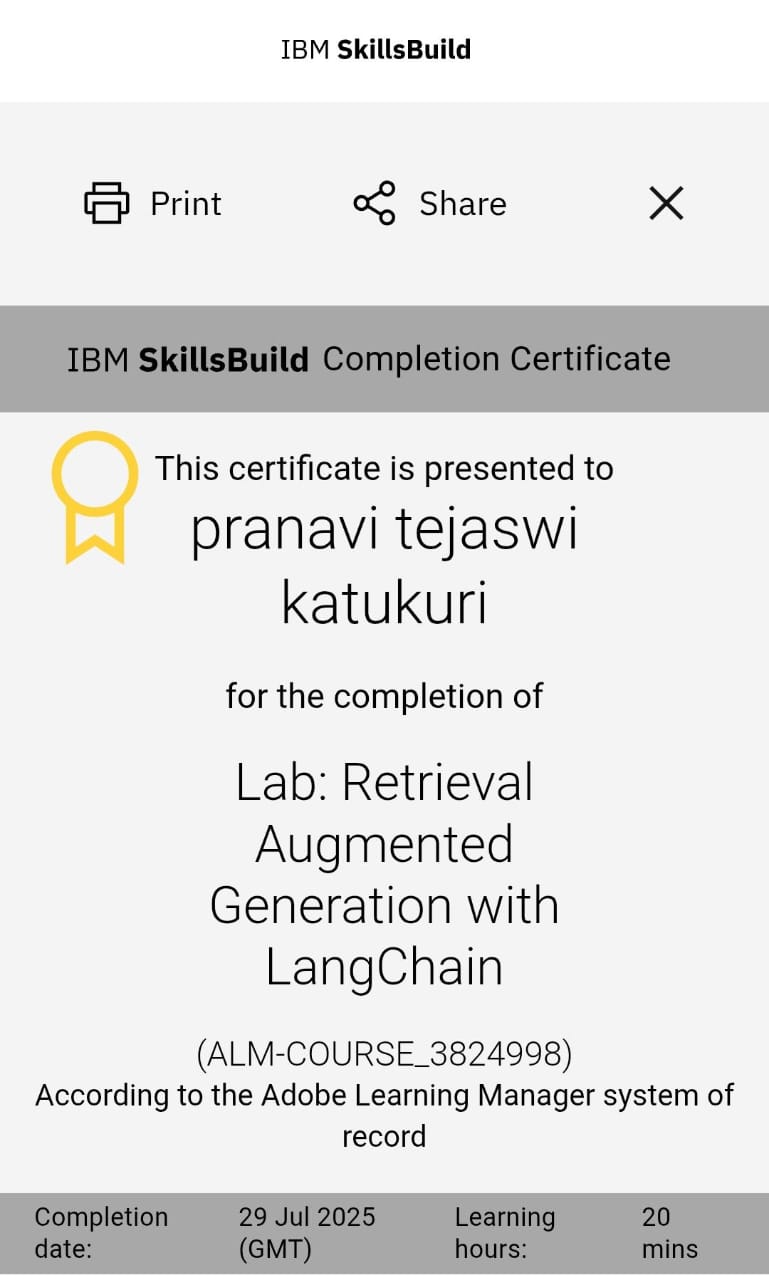 IBM SkillsBuild
Print
Share
IBM SkillsBuild Completion Certificate
This certificate is presented to
pranavi tejaswi
katukuri
for the completion of
Lab: Retrieval
Augmented
Generation with
LangChain
(ALM-COURSE_3824998)
According to the Adobe Learning Manager system of
record
Completion date:
29 Jul 2025 (GMT)
Learning hours:
20 mins